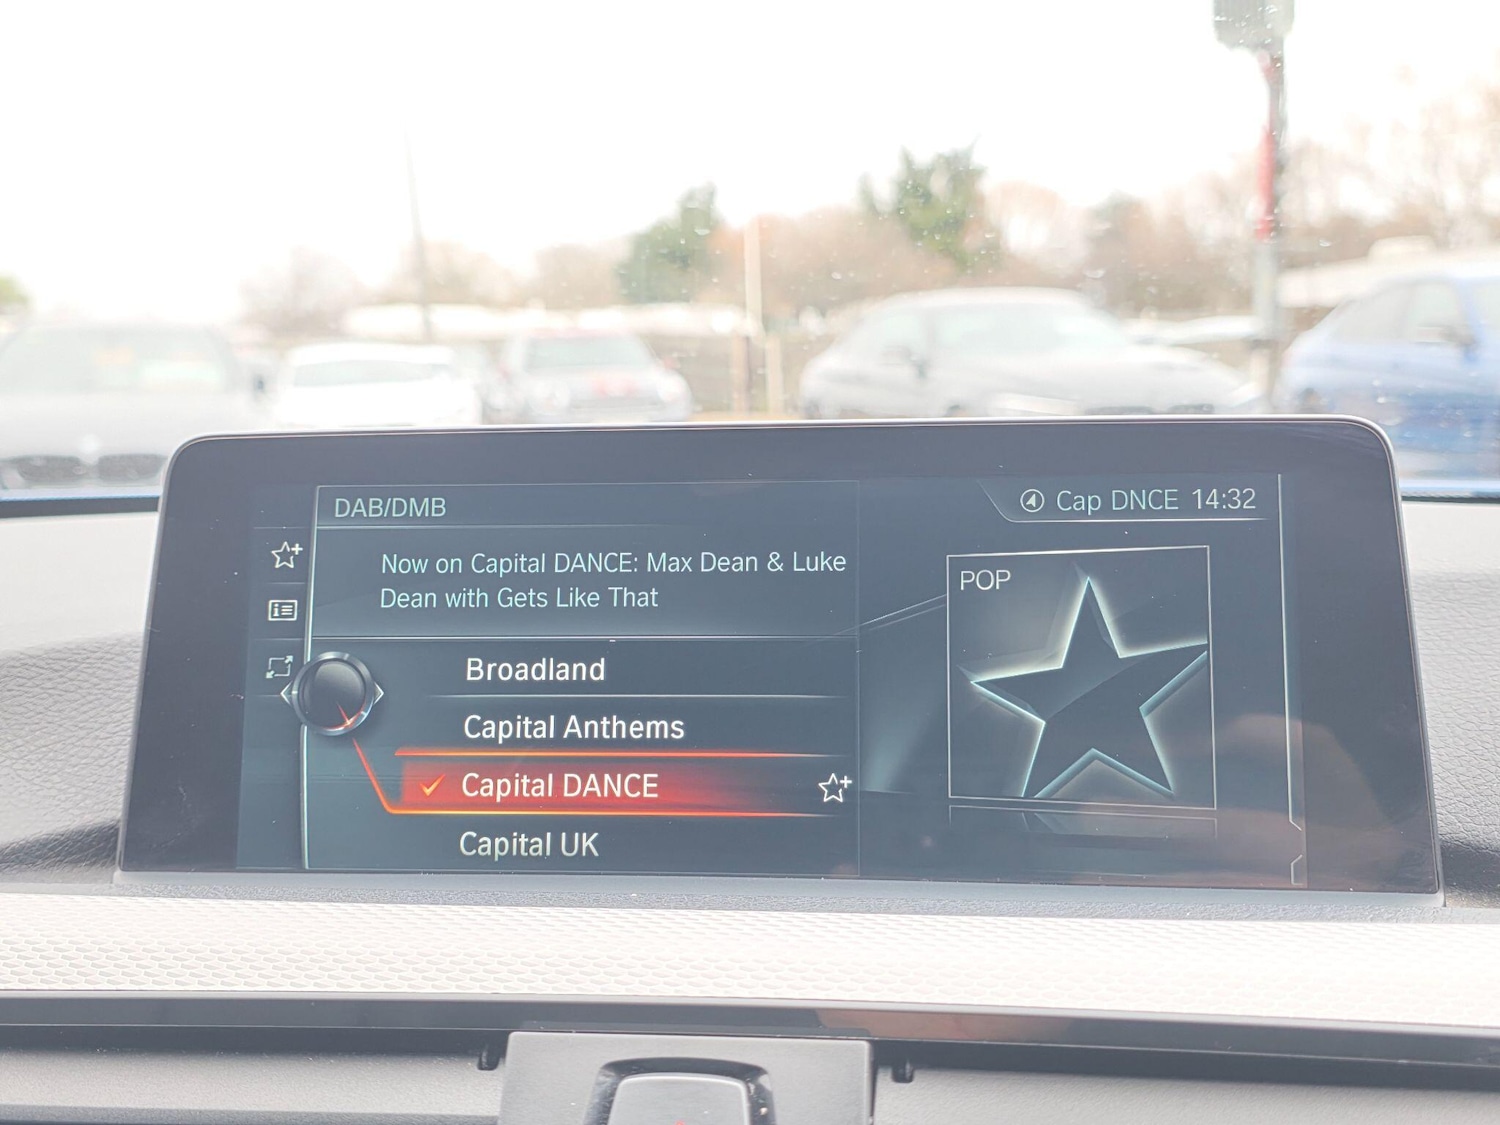 DAB/DMB
Cap DNCE 14:32
Now on Capital DANCE: Max Dean & Luke
Dean with Gets Like That
POP
Broadland
Capital Anthems
Capital DANCE
Capital UK